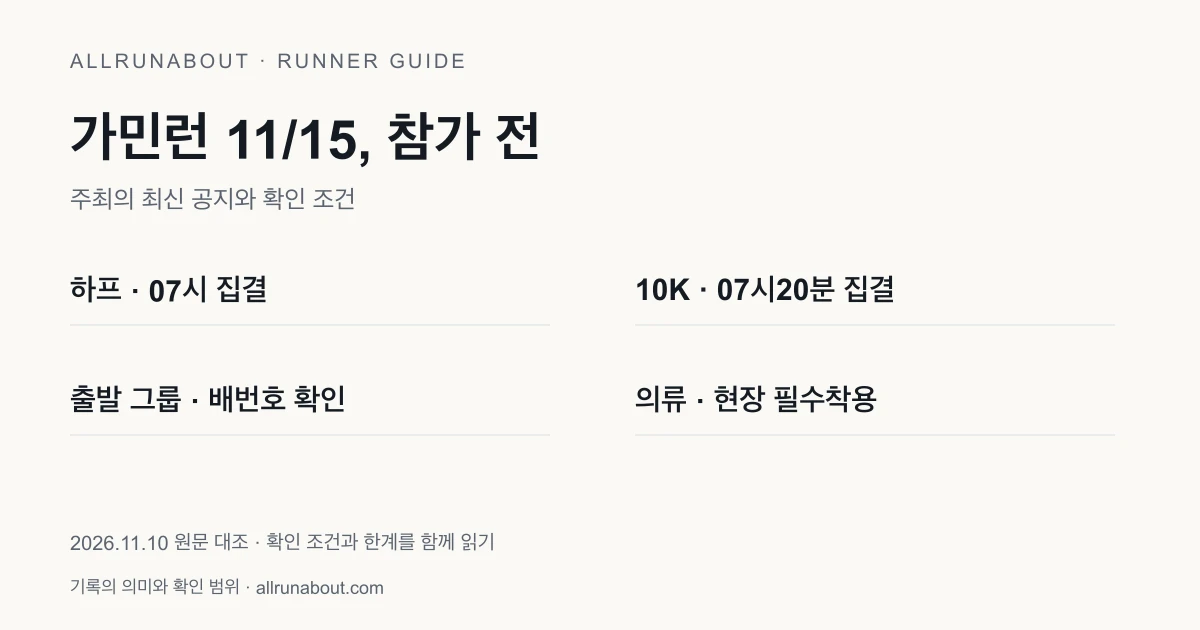 ALLRUNABOUT · RUNNER GUIDE
가민런 11/15, 참가 전
주최의 최신 공지와 확인 조건
하프 · 07시 집결
10K · 07시20분 집결
출발 그룹 · 배번호 확인
의류 · 현장 필수착용
2026.11.10 원문 대조 · 확인 조건과 한계를 함께 읽기
기록의 의미와 확인 범위 · allrunabout.com